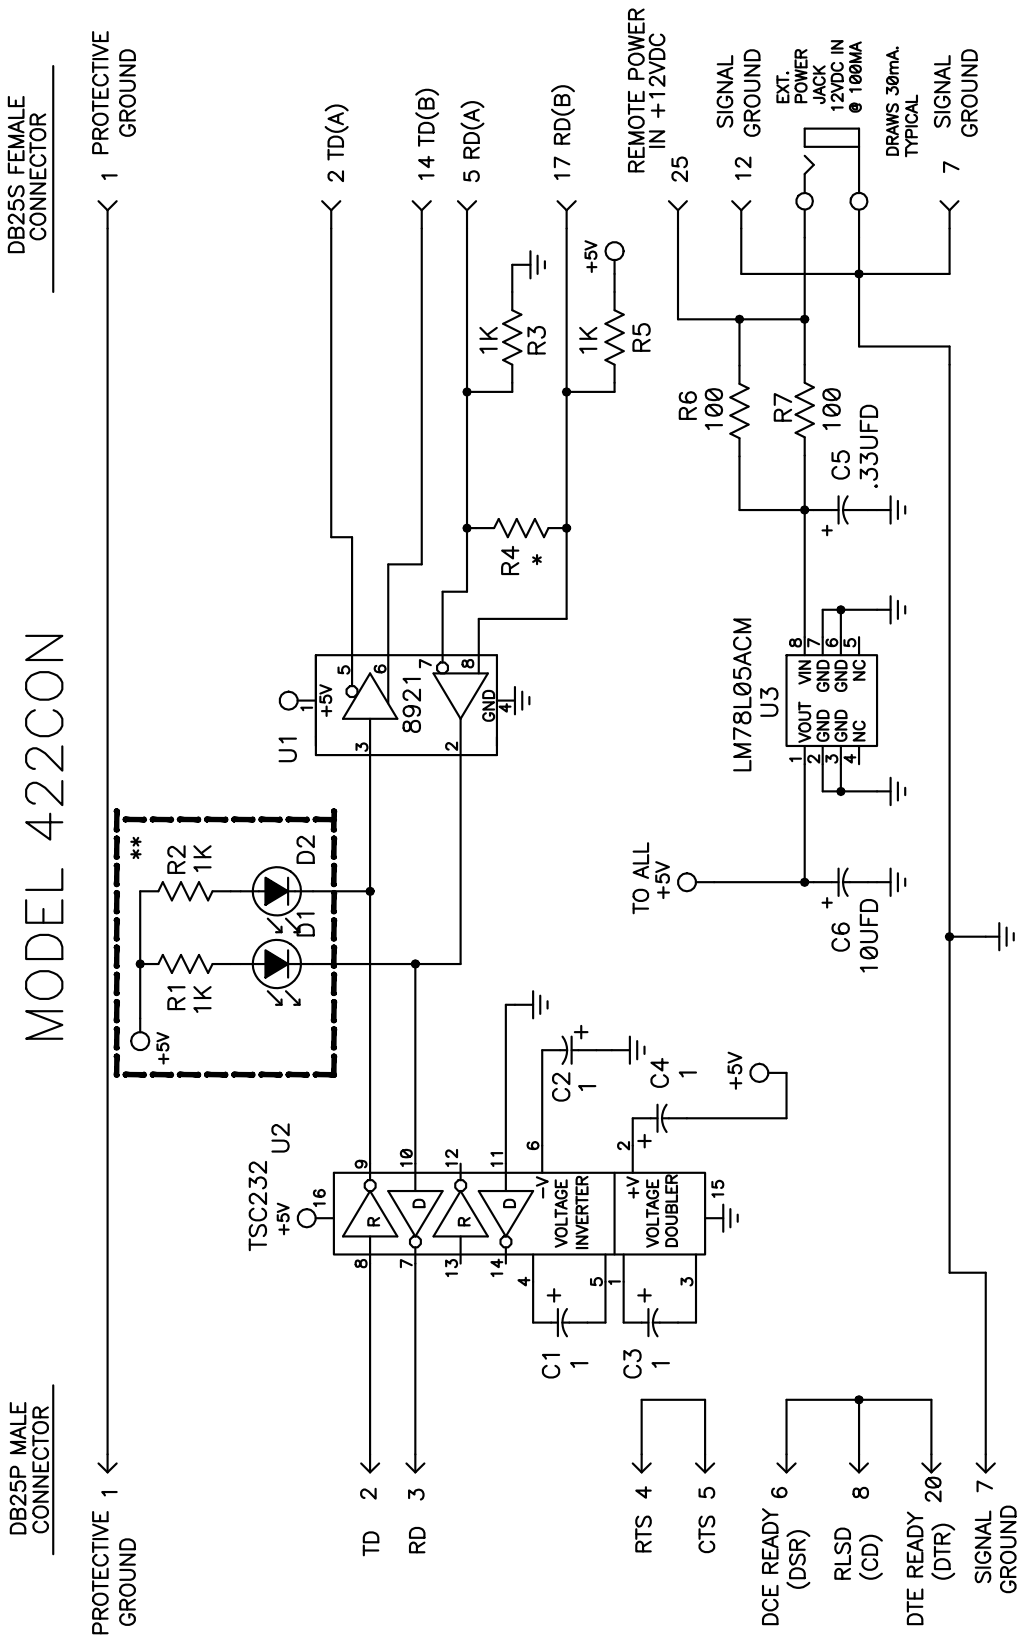 MODEL 422CON
DB25P MALE
CONNECTOR
DB25S FEMALE
CONNECTOR
PROTECTIVE 1
GROUND
1 PROTECTIVE
GROUND
+5V
R1
1K
R2
1K
**
D1
D2
TD 2
RD 3
TSC232
U2
+5V
16
8
R
9
7
D
10
13
R
12
14
D
11
4
-V
6
VOLTAGE
INVERTER
5
1
+V
2
VOLTAGE
DOUBLER
3
15
C1
1
+
C3
1
+
C2
1
+
C4
1
+
+5V
U1
1
+5V
3
5
6
8921
2
7
8
GND
4
2 TD(A)
14 TD(B)
5 RD(A)
17 RD(B)
R4
*
1K
R3
1K
R5
+5V
RTS 4
CTS 5
DCE READY 6
(DSR)
RLSD 8
(CD)
DTE READY 20
(DTR)
SIGNAL 7
GROUND
TO ALL
+5V
C6
10UFD
+
LM78L05ACM
U3
1 VOUT VIN 8
2 GND GND 7
3 GND GND 6
4 NC NC 5
C5
.33UFD
+
R6
100
R7
100
REMOTE POWER
IN +12VDC
25
12
SIGNAL
GROUND
EXT.
POWER
JACK
12VDC IN
@ 100MA
DRAWS 30mA.
TYPICAL
7 SIGNAL
GROUND